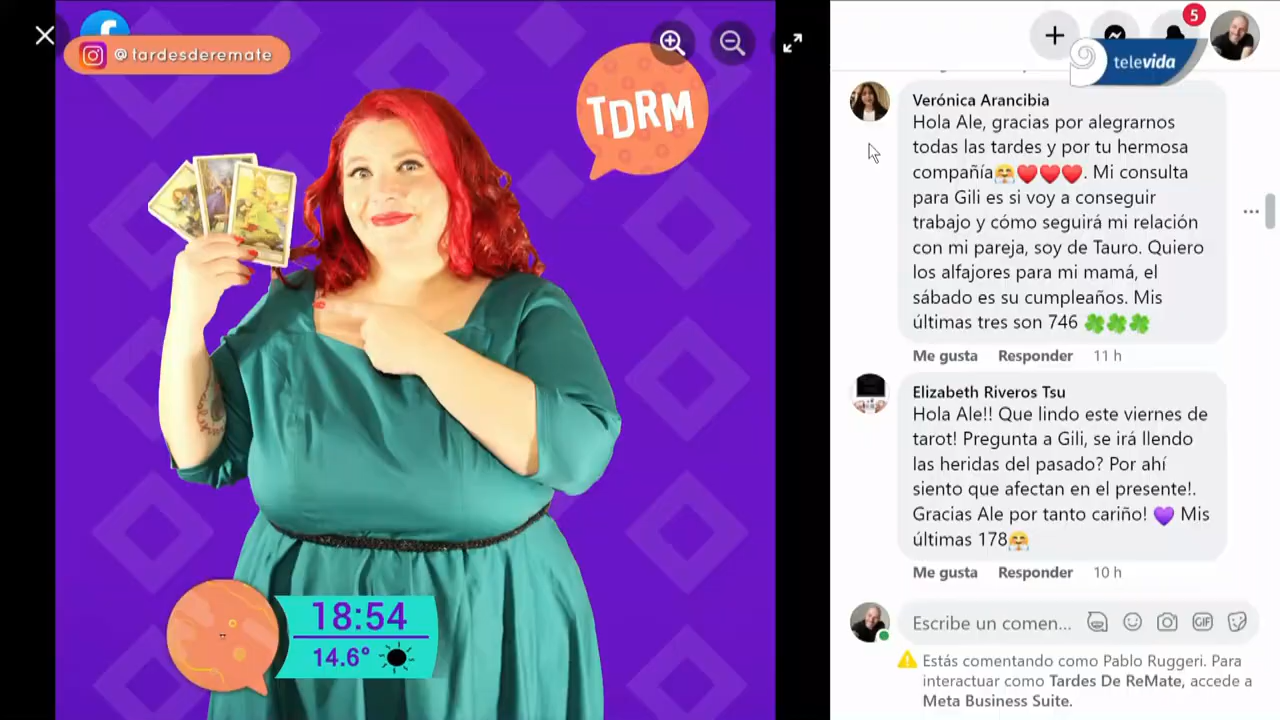 @tardesderemate
TDRM
18:54
14.6°
5
televida
Verónica Arancibia
Hola Ale, gracias por alegrarnos
todas las tardes y por tu hermosa
compañía🤗❤️❤️❤️. Mi consulta
para Gili es si voy a conseguir
trabajo y cómo seguirá mi relación
con mi pareja, soy de Tauro. Quiero
los alfajores para mi mamá, el
sábado es su cumpleaños. Mis
últimas tres son 746 🍀🍀🍀
Me gusta Responder 11 h
Elizabeth Riveros Tsu
Hola Ale!! Que lindo este viernes de
tarot! Pregunta a Gili, se irá llendo
las heridas del pasado? Por ahí
siento que afectan en el presente!.
Gracias Ale por tanto cariño! 💜 Mis
últimas 178🤗
Me gusta Responder 10 h
Escribe un comen...
GIF
Estás comentando como Pablo Ruggeri. Para
interactuar como Tardes De ReMate, accede a
Meta Business Suite.